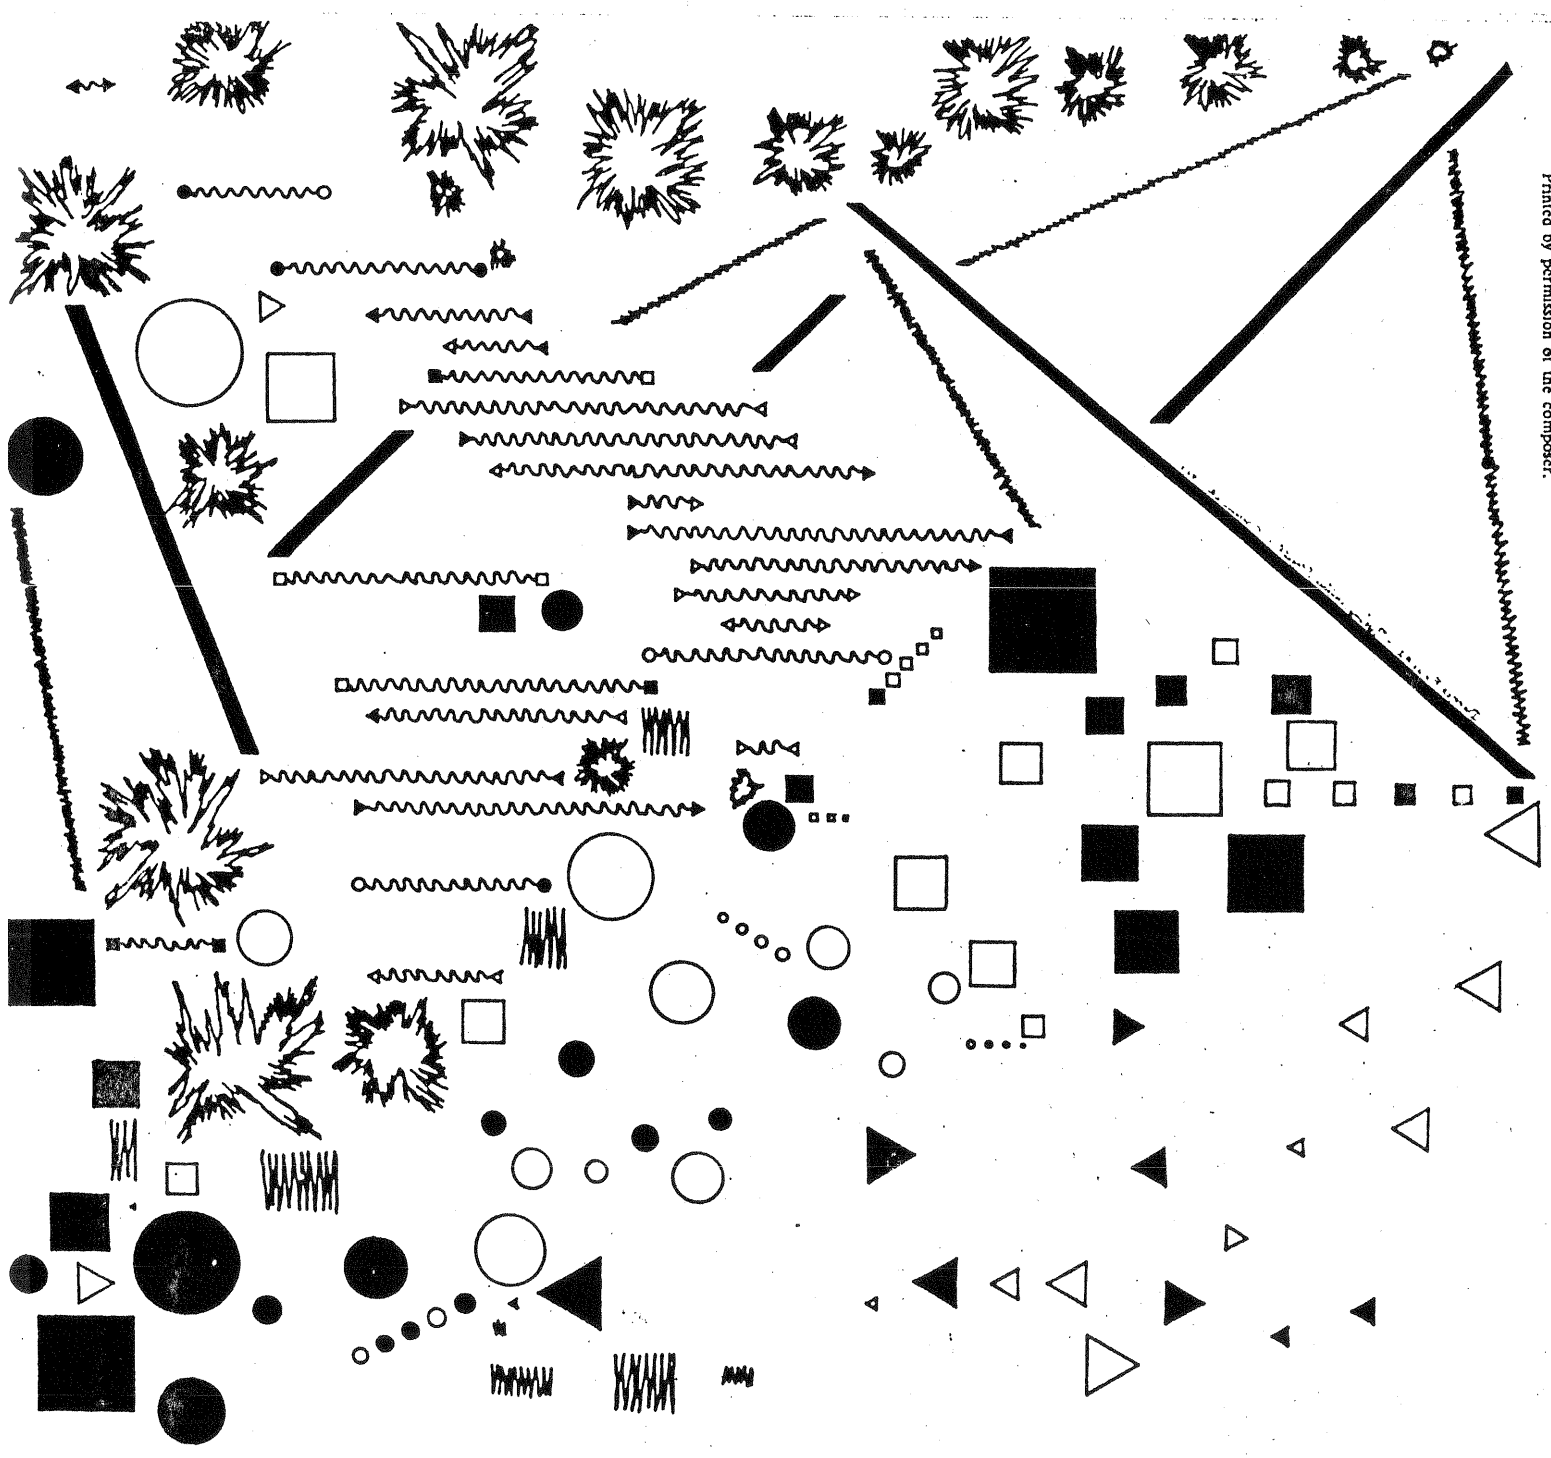 Printed by permission of the composer.